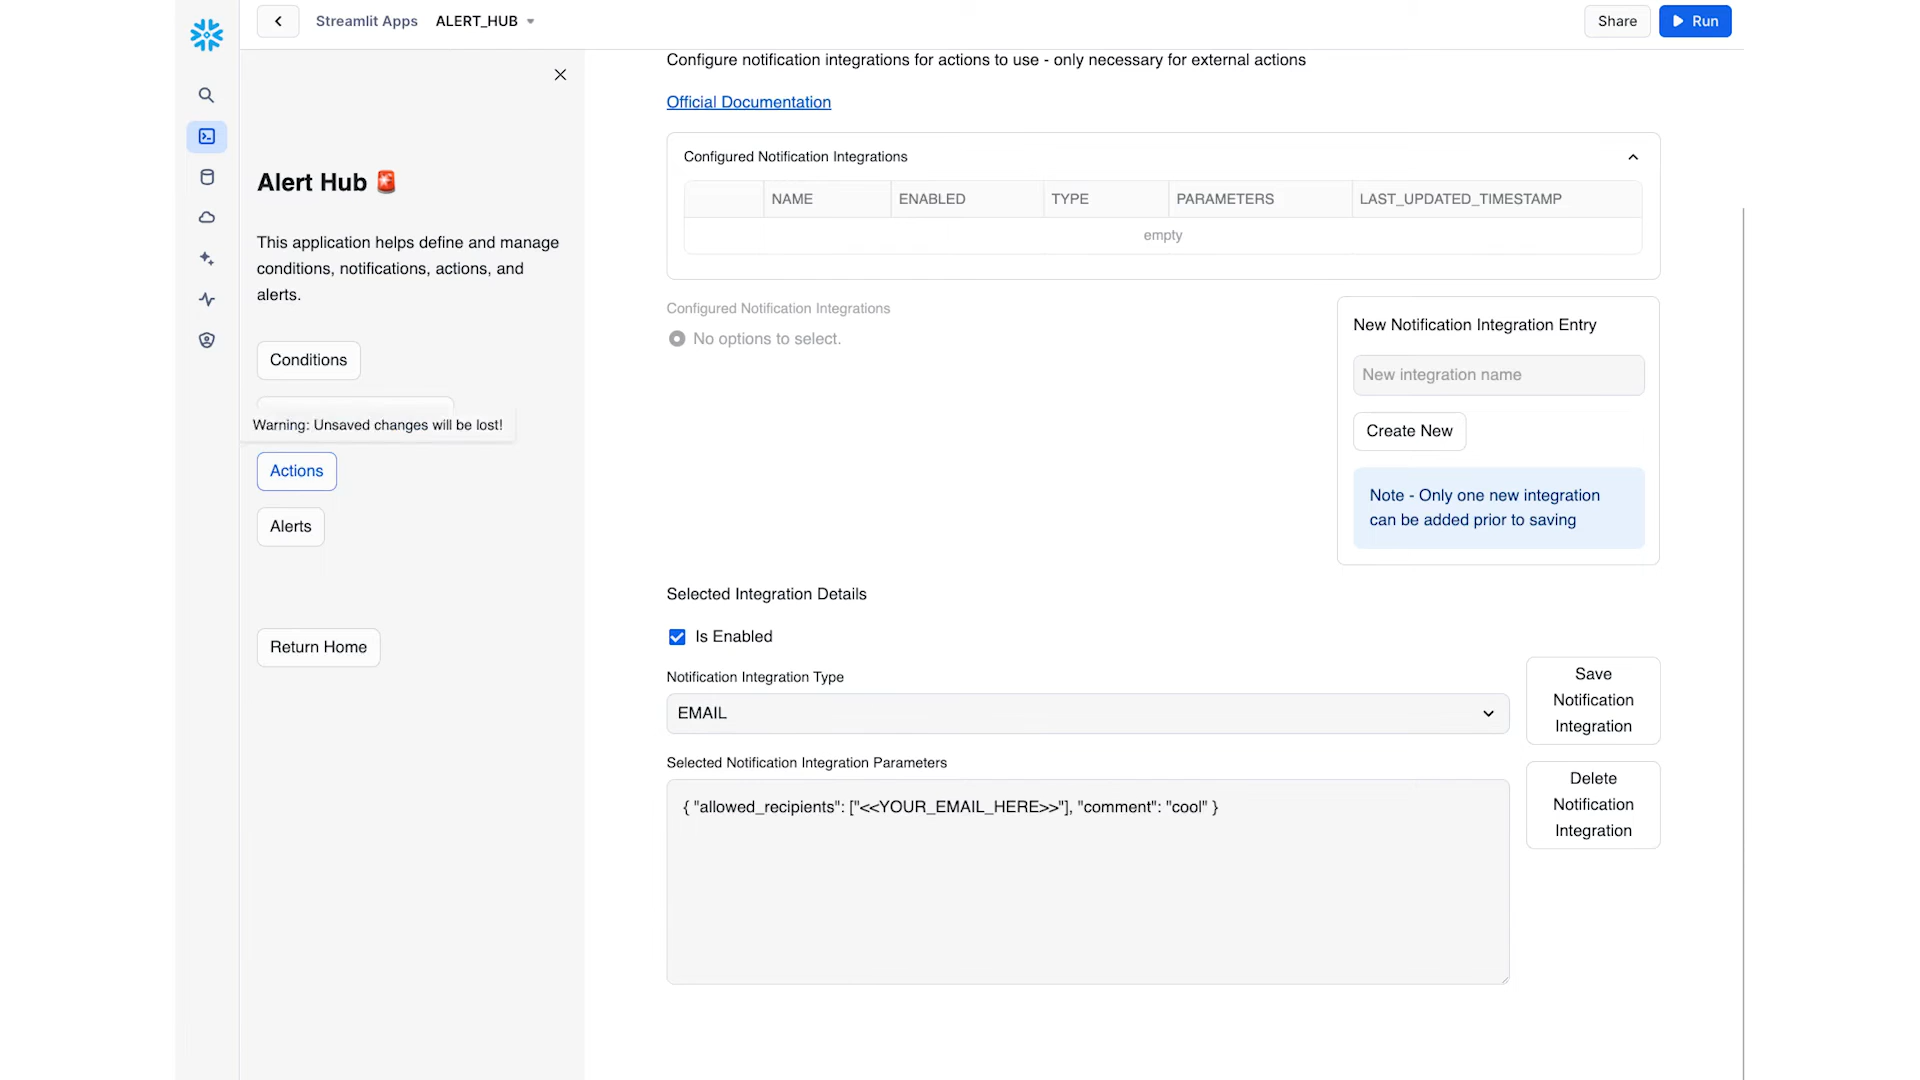 Streamlit Apps
ALERT_HUB
Share
Run
Alert Hub
This application helps define and manage
conditions, notifications, actions, and
alerts.
Conditions
Warning: Unsaved changes will be lost!
Actions
Alerts
Return Home
Configure notification integrations for actions to use - only necessary for external actions
Official Documentation
Configured Notification Integrations
NAME ENABLED TYPE PARAMETERS LAST_UPDATED_TIMESTAMP
empty
Configured Notification Integrations
No options to select.
New Notification Integration Entry
New integration name
Create New
Note - Only one new integration
can be added prior to saving
Selected Integration Details
Is Enabled
Notification Integration Type
EMAIL
Save
Notification
Integration
Selected Notification Integration Parameters
{ "allowed_recipients": ["<<YOUR_EMAIL_HERE>>"], "comment": "cool" }
Delete
Notification
Integration